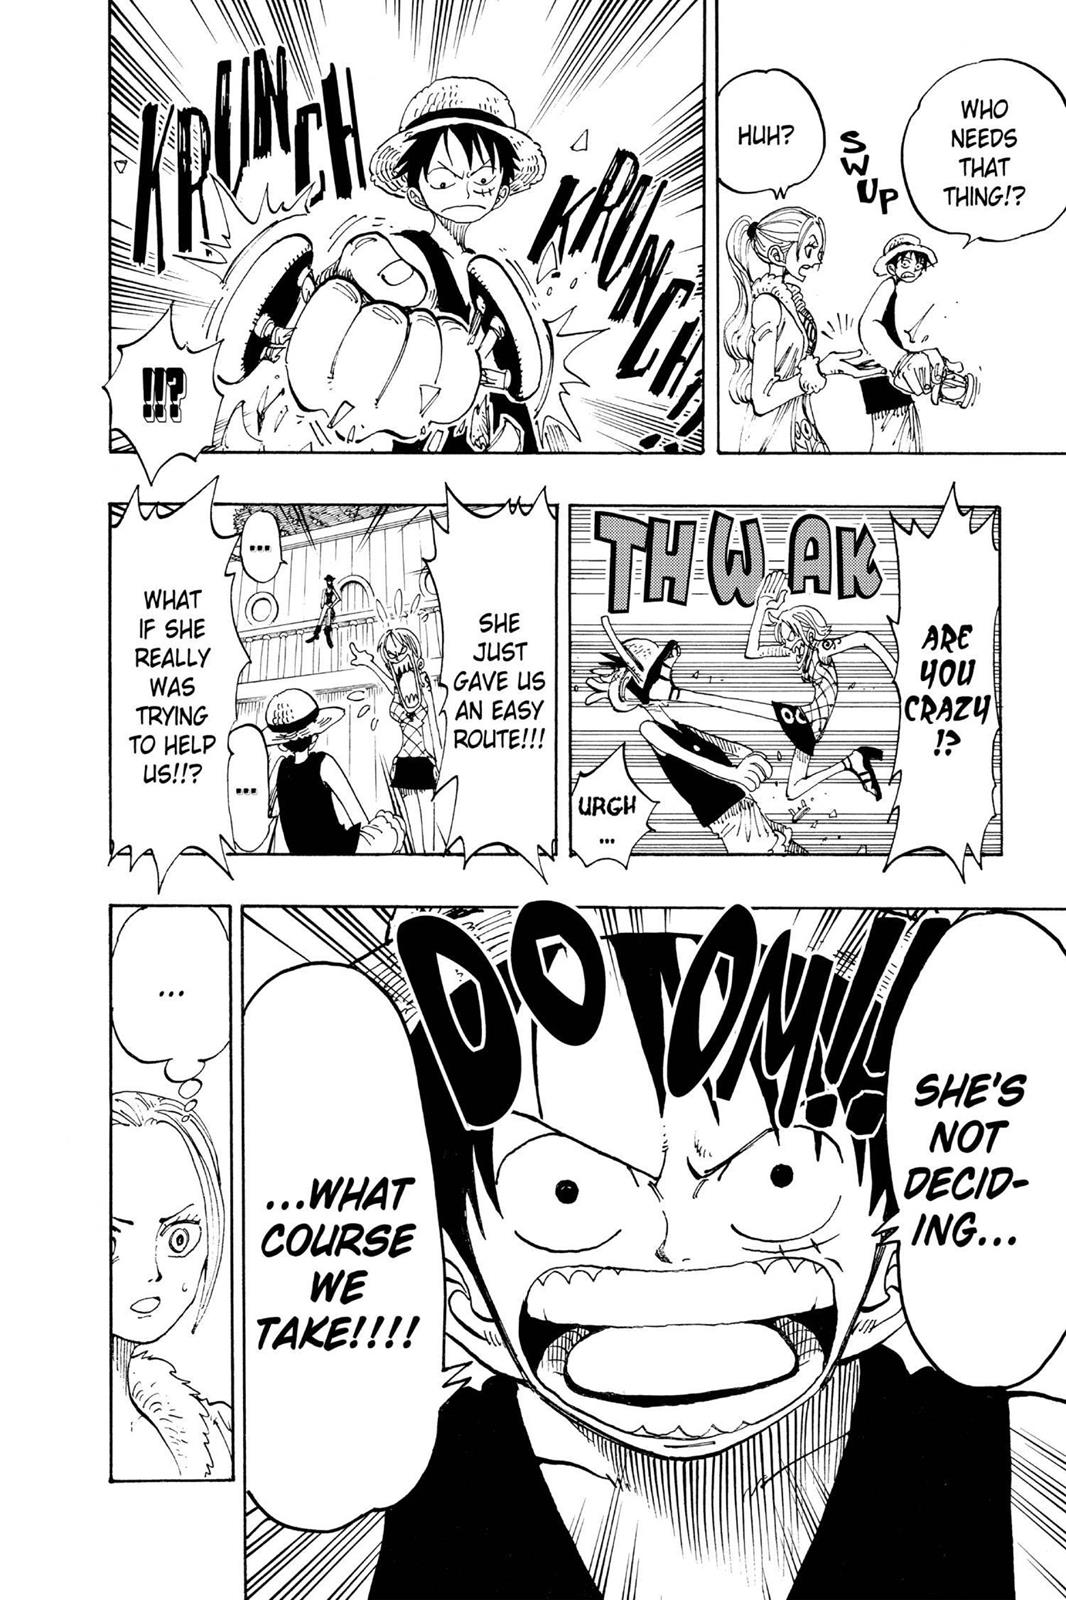 WHO
NEEDS
THAT
THING!?
SWUP
HUH?
KRUNCH
KRUNCH!!
!!!?
ARE
YOU
CRAZY
!?
THWAK
URGH
...
SHE
JUST
GAVE US
AN EASY
ROUTE!!!
...
...
WHAT
IF SHE
REALLY
WAS
TRYING
TO HELP
US!!?
DOTOOM!!
SHE'S
NOT
DECID-
ING...
...WHAT
COURSE
WE
TAKE!!!!
...